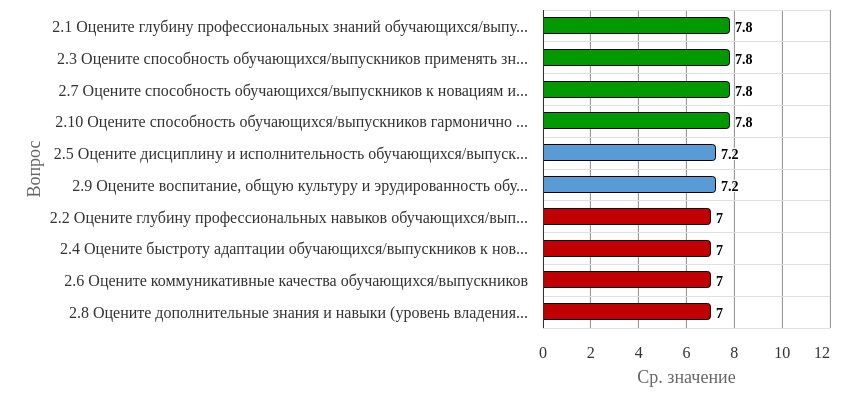 2.1 Оцените глубину профессиональных знаний обучающихся/выпу... 7.8
2.3 Оцените способность обучающихся/выпускников применять зн... 7.8
2.7 Оцените способность обучающихся/выпускников к новациям и... 7.8
2.10 Оцените способность обучающихся/выпускников гармонично ... 7.8
2.5 Оцените дисциплину и исполнительность обучающихся/выпуск... 7.2
2.9 Оцените воспитание, общую культуру и эрудированность обу... 7.2
2.2 Оцените глубину профессиональных навыков обучающихся/вып... 7
2.4 Оцените быстроту адаптации обучающихся/выпускников к нов... 7
2.6 Оцените коммуникативные качества обучающихся/выпускников 7
2.8 Оцените дополнительные знания и навыки (уровень владения... 7
Вопрос
0 2 4 6 8 10 12
Ср. значение